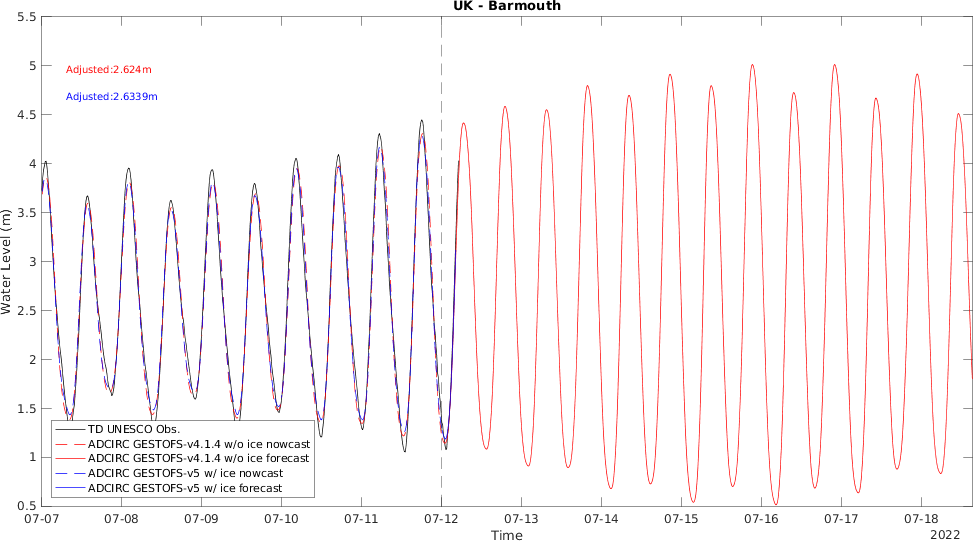 UK - Barmouth
5.5
5
4.5
4
3.5
3
2.5
2
1.5
1
0.5
Water Level (m)
Adjusted:2.624m
Adjusted:2.6339m
TD UNESCO Obs.
ADCIRC GESTOFS-v4.1.4 w/o ice nowcast
ADCIRC GESTOFS-v4.1.4 w/o ice forecast
ADCIRC GESTOFS-v5 w/ ice nowcast
ADCIRC GESTOFS-v5 w/ ice forecast
07-07 07-08 07-09 07-10 07-11 07-12 07-13 07-14 07-15 07-16 07-17 07-18
2022
Time